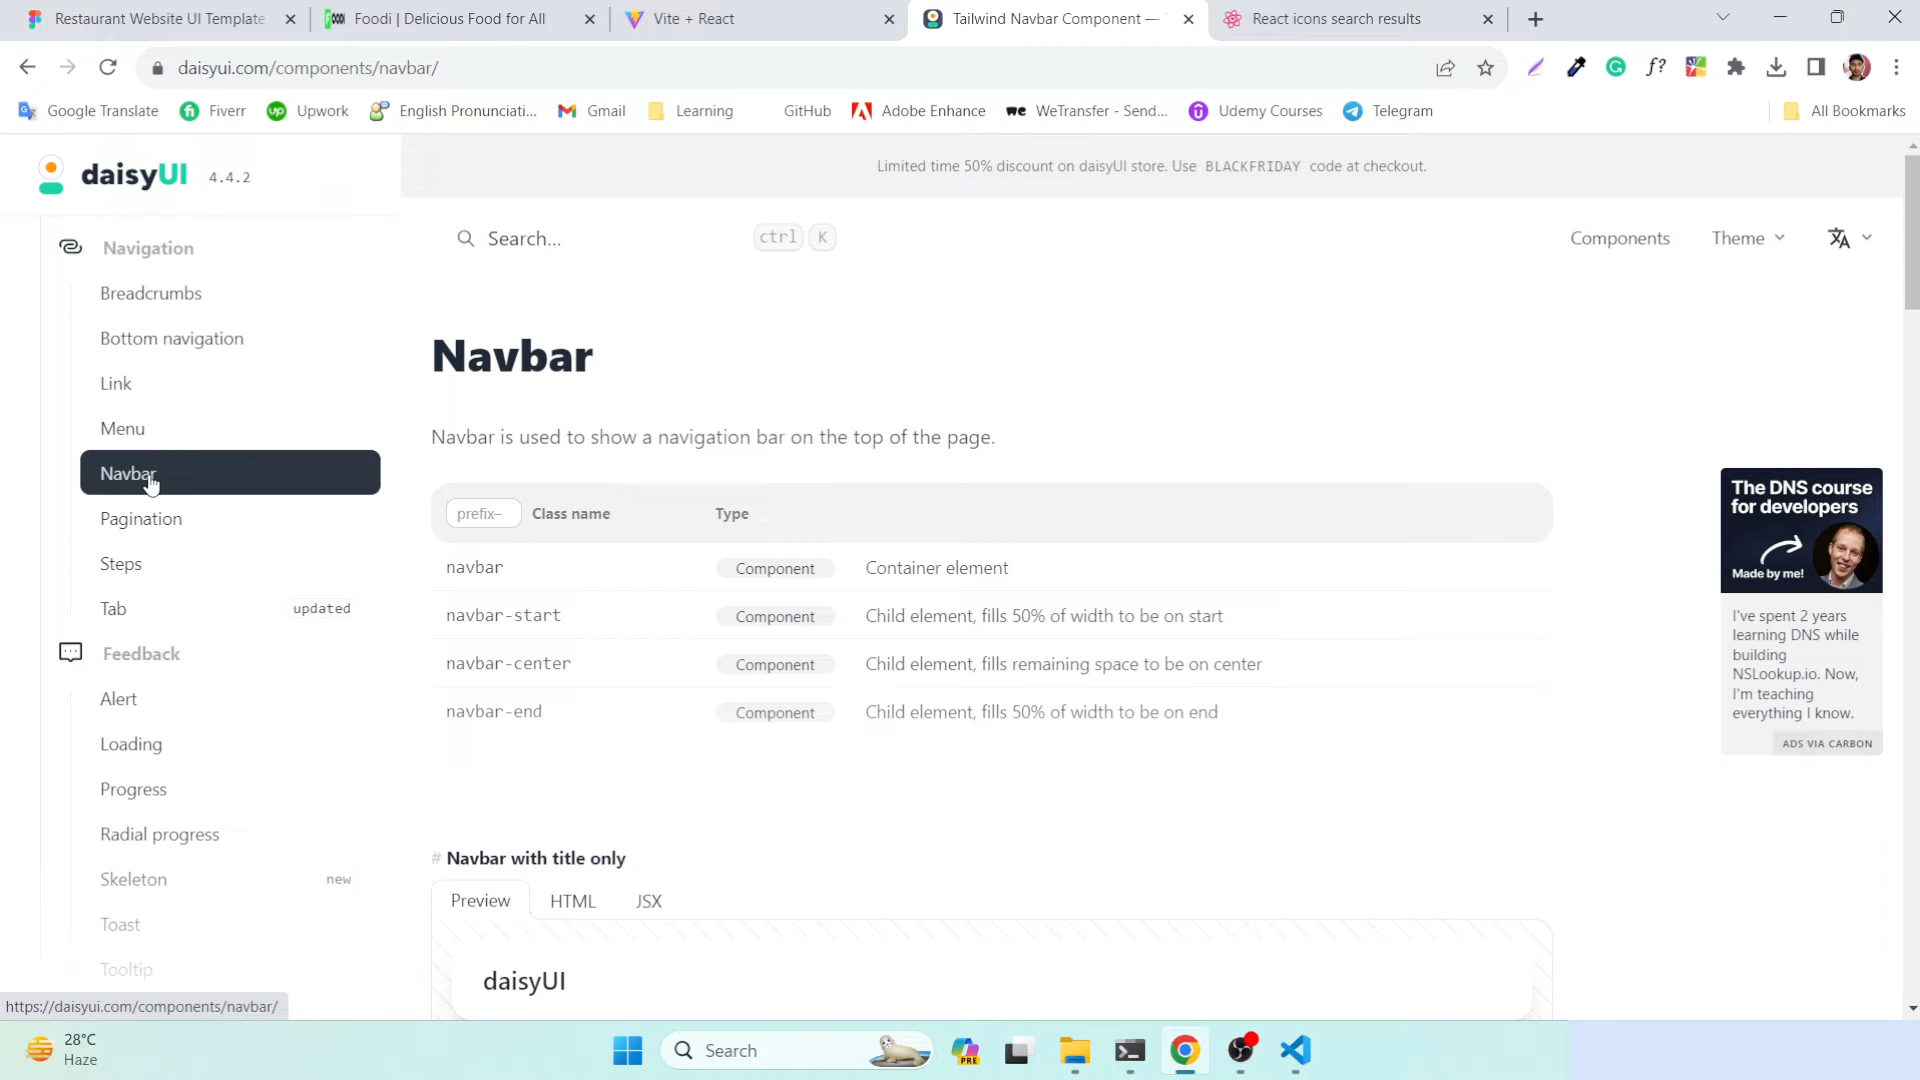 Restaurant Website UI Template
Foodi | Delicious Food for All
Vite + React
Tailwind Navbar Component —
React icons search results
daisyui.com/components/navbar/
Google Translate
Fiverr
Upwork
English Pronunciati...
Gmail
Learning
GitHub
Adobe Enhance
WeTransfer - Send...
Udemy Courses
Telegram
All Bookmarks
daisyUI 4.4.2
Limited time 50% discount on daisyUI store. Use BLACKFRIDAY code at checkout.
Search...
ctrl K
Components
Theme
Navigation
Breadcrumbs
Bottom navigation
Link
Menu
Navbar
Pagination
Steps
Tab updated
Feedback
Alert
Loading
Progress
Radial progress
Skeleton new
Toast
Tooltip
https://daisyui.com/components/navbar/
Navbar
Navbar is used to show a navigation bar on the top of the page.
prefix- Class name Type
navbar Component Container element
navbar-start Component Child element, fills 50% of width to be on start
navbar-center Component Child element, fills remaining space to be on center
navbar-end Component Child element, fills 50% of width to be on end
# Navbar with title only
Preview HTML JSX
daisyUI
The DNS course
for developers
Made by me!
I've spent 2 years
learning DNS while
building
NSLookup.io. Now,
I'm teaching
everything I know.
ADS VIA CARBON
28°C
Haze
Search
PRE